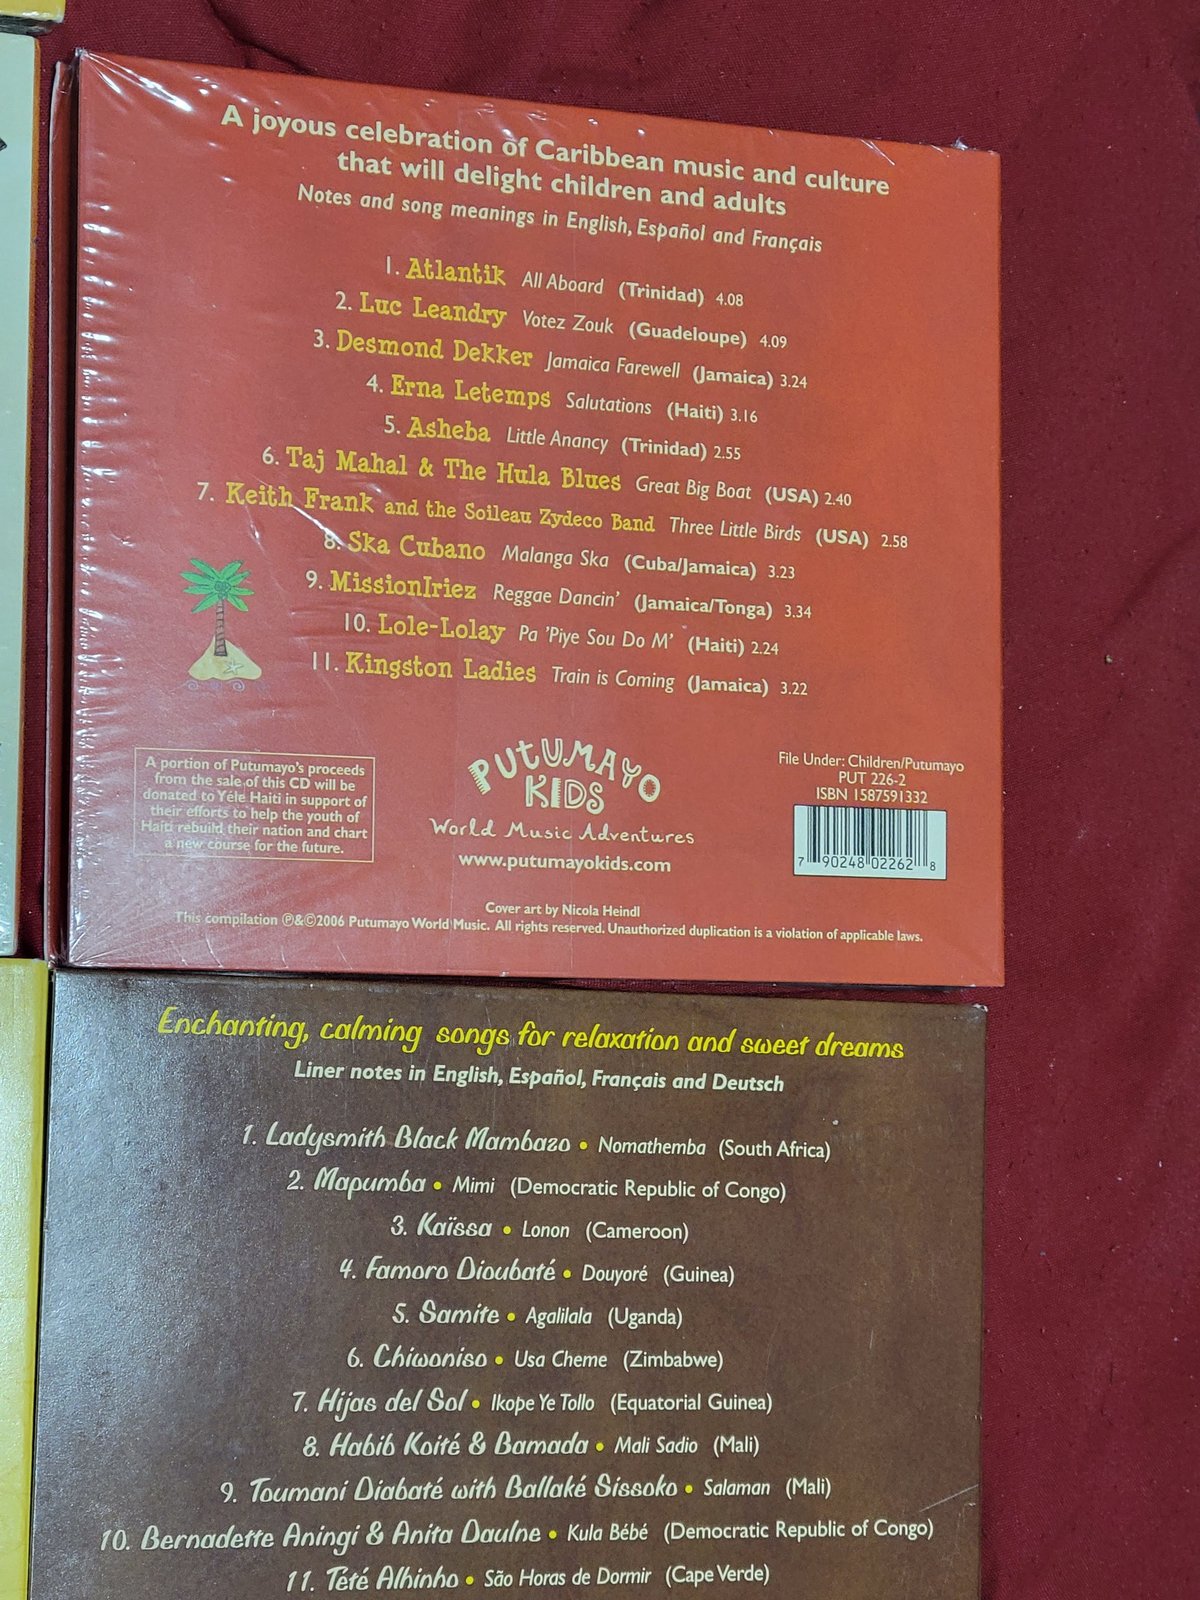 A joyous celebration of Caribbean music and culture
that will delight children and adults
Notes and song meanings in English, Español and Français
1. Atlantik All Aboard (Trinidad) 4.08
2. Luc Leandry Votez Zouk (Guadeloupe) 4.09
3. Desmond Dekker Jamaica Farewell (Jamaica) 3.24
4. Erna Letemps Salutations (Haiti) 3.16
5. Asheba Little Anancy (Trinidad) 2.55
6. Taj Mahal & The Hula Blues Great Big Boat (USA) 2.40
7. Keith Frank and the Soileau Zydeco Band Three Little Birds (USA) 2.58
8. Ska Cubano Malanga Ska (Cuba/Jamaica) 3.23
9. MissionIriez Reggae Dancin' (Jamaica/Tonga) 3.34
10. Lole-Lolay Pa 'Piye Sou Do M' (Haiti) 2.24
11. Kingston Ladies Train is Coming (Jamaica) 3.22
A portion of Putumayo's proceeds
from the sale of this CD will be
donated to Yéle Haiti in support of
their efforts to help the youth of
Haiti rebuild their nation and chart
a new course for the future.
PUTUMAYO
KIDS
World Music Adventures
www.putumayokids.com
File Under: Children/Putumayo
PUT 226-2
ISBN 1587591332
7 90248 02262 8
Cover art by Nicola Heindl
This compilation ℗&©2006 Putumayo World Music. All rights reserved. Unauthorized duplication is a violation of applicable laws.
Enchanting, calming songs for relaxation and sweet dreams
Liner notes in English, Español, Français and Deutsch
1. Ladysmith Black Mambazo • Nomathemba (South Africa)
2. Mapumba • Mimi (Democratic Republic of Congo)
3. Kaïssa • Lonon (Cameroon)
4. Famoro Dioubaté • Douyoré (Guinea)
5. Samite • Agalilala (Uganda)
6. Chiwoniso • Usa Cheme (Zimbabwe)
7. Hijas del Sol • Ikope Ye Tollo (Equatorial Guinea)
8. Habib Koité & Bamada • Mali Sadio (Mali)
9. Toumani Diabaté with Ballaké Sissoko • Salaman (Mali)
10. Bernadette Aningi & Anita Daulne • Kula Bébé (Democratic Republic of Congo)
11. Tété Alhinho • São Horas de Dormir (Cape Verde)